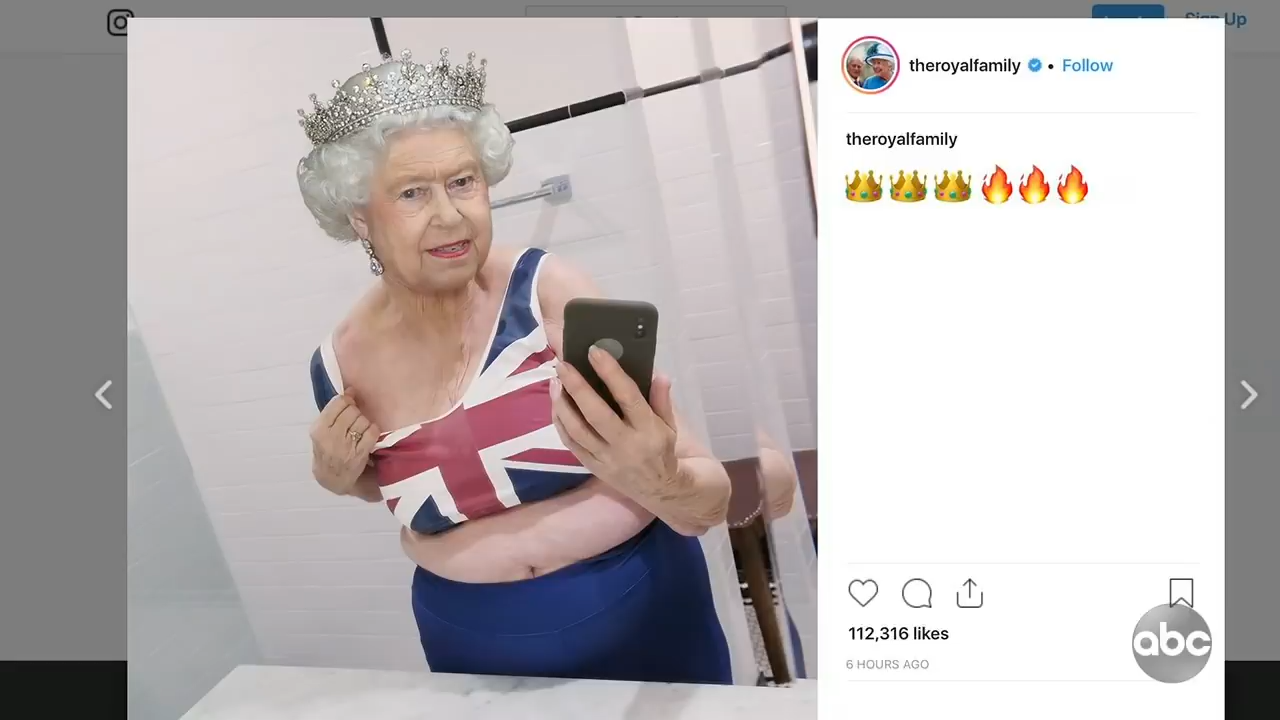 Sign Up
theroyalfamily • Follow
theroyalfamily
👑👑👑🔥🔥🔥
112,316 likes
6 HOURS AGO
abc